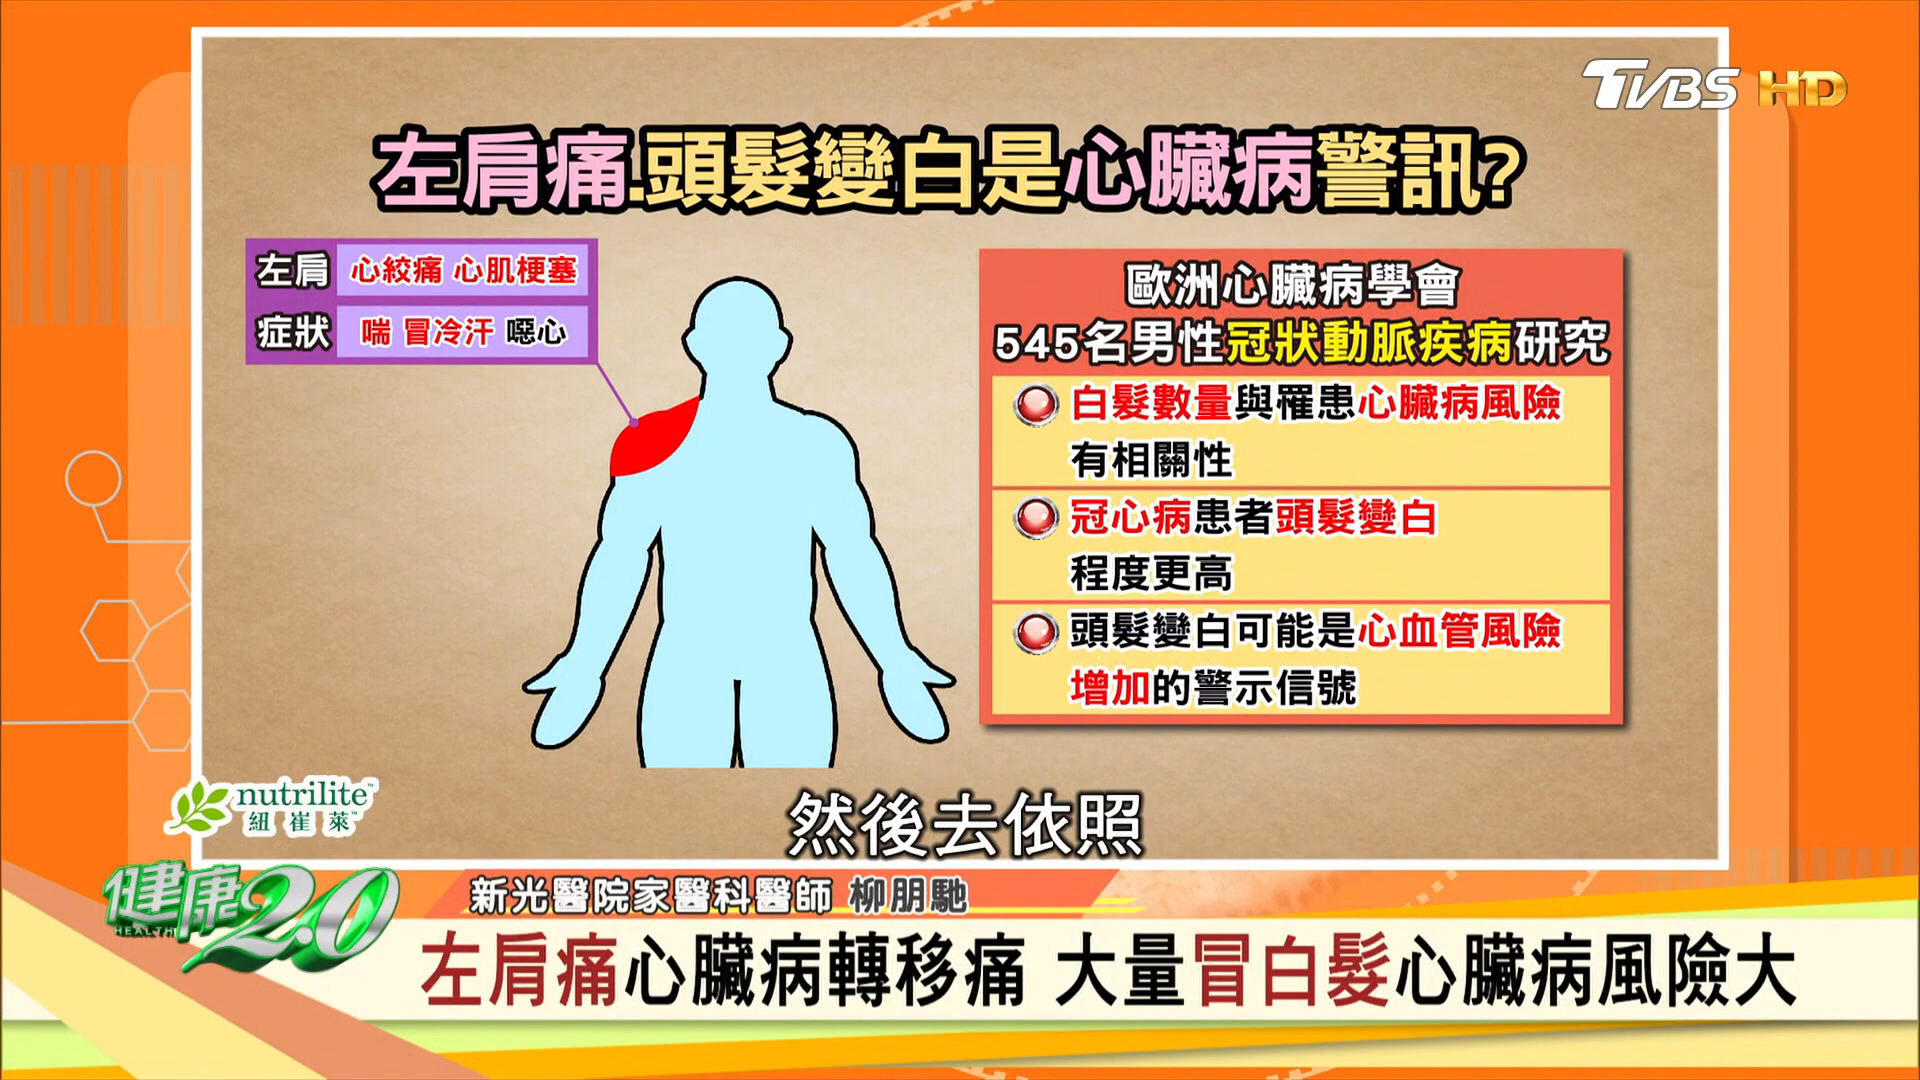 TVBS HD
左肩痛.頭髮變白是心臟病警訊?
左肩 心絞痛 心肌梗塞
症狀 喘 冒冷汗 噁心
歐洲心臟病學會
545名男性冠狀動脈疾病研究
白髮數量與罹患心臟病風險
有相關性
冠心病患者頭髮變白
程度更高
頭髮變白可能是心血管風險
增加的警示信號
nutrilite™
紐崔萊™
然後去依照
健康2.0
HEALTH
新光醫院家醫科醫師 柳朋馳
左肩痛心臟病轉移痛 大量冒白髮心臟病風險大